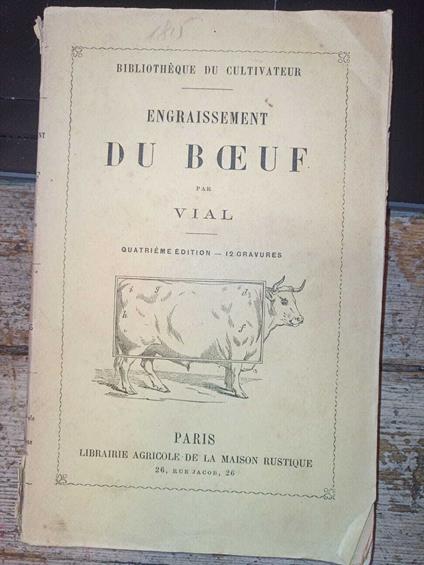 BIBLIOTHÈQUE DU CULTIVATEUR
ENGRAISSEMENT
DU BŒUF
PAR
VIAL
QUATRIÈME ÉDITION — 12 GRAVURES
PARIS
LIBRAIRIE AGRICOLE DE LA MAISON RUSTIQUE
26, RUE JACOB, 26